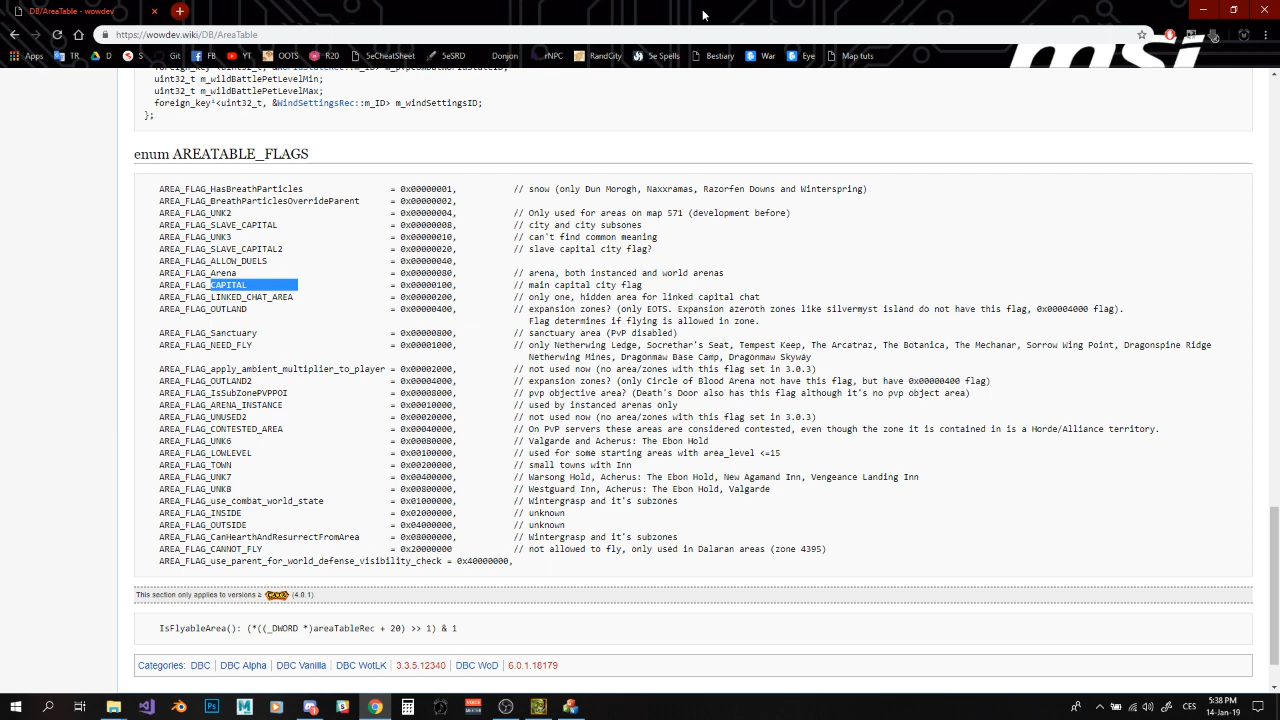 DB/AreaTable - wowdev
https://wowdev.wiki/DB/AreaTable
Apps TR D S Git FB YT OOTS R20 5eCheatSheet 5eSRD Donjon rNPC RandCity 5e Spells Bestiary War Eye Map tuts
msi
uint32_t m_wildBattlePetLevelMin;
uint32_t m_wildBattlePetLevelMax;
foreign_key¹<uint32_t, &WindSettingsRec::m_ID> m_windSettingsID;
};
enum AREATABLE_FLAGS
AREA_FLAG_HasBreathParticles = 0x00000001, // snow (only Dun Morogh, Naxxramas, Razorfen Downs and Winterspring)
AREA_FLAG_BreathParticlesOverrideParent = 0x00000002,
AREA_FLAG_UNK2 = 0x00000004, // Only used for areas on map 571 (development before)
AREA_FLAG_SLAVE_CAPITAL = 0x00000008, // city and city subsones
AREA_FLAG_UNK3 = 0x00000010, // can't find common meaning
AREA_FLAG_SLAVE_CAPITAL2 = 0x00000020, // slave capital city flag?
AREA_FLAG_ALLOW_DUELS = 0x00000040,
AREA_FLAG_Arena = 0x00000080, // arena, both instanced and world arenas
AREA_FLAG_CAPITAL = 0x00000100, // main capital city flag
AREA_FLAG_LINKED_CHAT_AREA = 0x00000200, // only one, hidden area for linked capital chat
AREA_FLAG_OUTLAND = 0x00000400, // expansion zones? (only EOTS. Expansion azeroth zones like silvermyst island do not have this flag, 0x00004000 flag).
Flag determines if flying is allowed in zone.
AREA_FLAG_Sanctuary = 0x00000800, // sanctuary area (PvP disabled)
AREA_FLAG_NEED_FLY = 0x00001000, // only Netherwing Ledge, Socrethar's Seat, Tempest Keep, The Arcatraz, The Botanica, The Mechanar, Sorrow Wing Point, Dragonspine Ridge
Netherwing Mines, Dragonmaw Base Camp, Dragonmaw Skyway
AREA_FLAG_apply_ambient_multiplier_to_player = 0x00002000, // not used now (no area/zones with this flag set in 3.0.3)
AREA_FLAG_OUTLAND2 = 0x00004000, // expansion zones? (only Circle of Blood Arena not have this flag, but have 0x00000400 flag)
AREA_FLAG_IsSubZonePVPPOI = 0x00008000, // pvp objective area? (Death's Door also has this flag although it's no pvp object area)
AREA_FLAG_ARENA_INSTANCE = 0x00010000, // used by instanced arenas only
AREA_FLAG_UNUSED2 = 0x00020000, // not used now (no area/zones with this flag set in 3.0.3)
AREA_FLAG_CONTESTED_AREA = 0x00040000, // On PvP servers these areas are considered contested, even though the zone it is contained in is a Horde/Alliance territory.
AREA_FLAG_UNK6 = 0x00080000, // Valgarde and Acherus: The Ebon Hold
AREA_FLAG_LOWLEVEL = 0x00100000, // used for some starting areas with area_level <=15
AREA_FLAG_TOWN = 0x00200000, // small towns with Inn
AREA_FLAG_UNK7 = 0x00400000, // Warsong Hold, Acherus: The Ebon Hold, New Agamand Inn, Vengeance Landing Inn
AREA_FLAG_UNK8 = 0x00800000, // Westguard Inn, Acherus: The Ebon Hold, Valgarde
AREA_FLAG_use_combat_world_state = 0x01000000, // Wintergrasp and it's subzones
AREA_FLAG_INSIDE = 0x02000000, // unknown
AREA_FLAG_OUTSIDE = 0x04000000, // unknown
AREA_FLAG_CanHearthAndResurrectFromArea = 0x08000000, // Wintergrasp and it's subzones
AREA_FLAG_CANNOT_FLY = 0x20000000 // not allowed to fly, only used in Dalaran areas (zone 4395)
AREA_FLAG_use_parent_for_world_defense_visibility_check = 0x40000000,
This section only applies to versions ≥ (4.0.1).
IsFlyableArea(): (*((_DWORD *)areaTableRec + 20) >> 1) & 1
Categories: DBC DBC Alpha DBC Vanilla DBC WotLK 3.3.5.12340 DBC WoD 6.0.1.18179
CES
5:38 PM
14-Jan-19